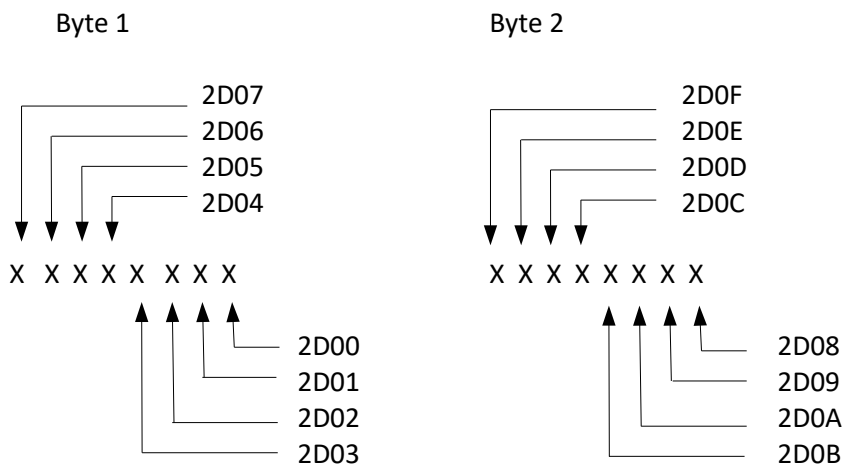 Byte 1
Byte 2
2D07
2D06
2D05
2D04
2D0F
2D0E
2D0D
2D0C
X X X X X X X X
X X X X X X X X
2D00
2D01
2D02
2D03
2D08
2D09
2D0A
2D0B